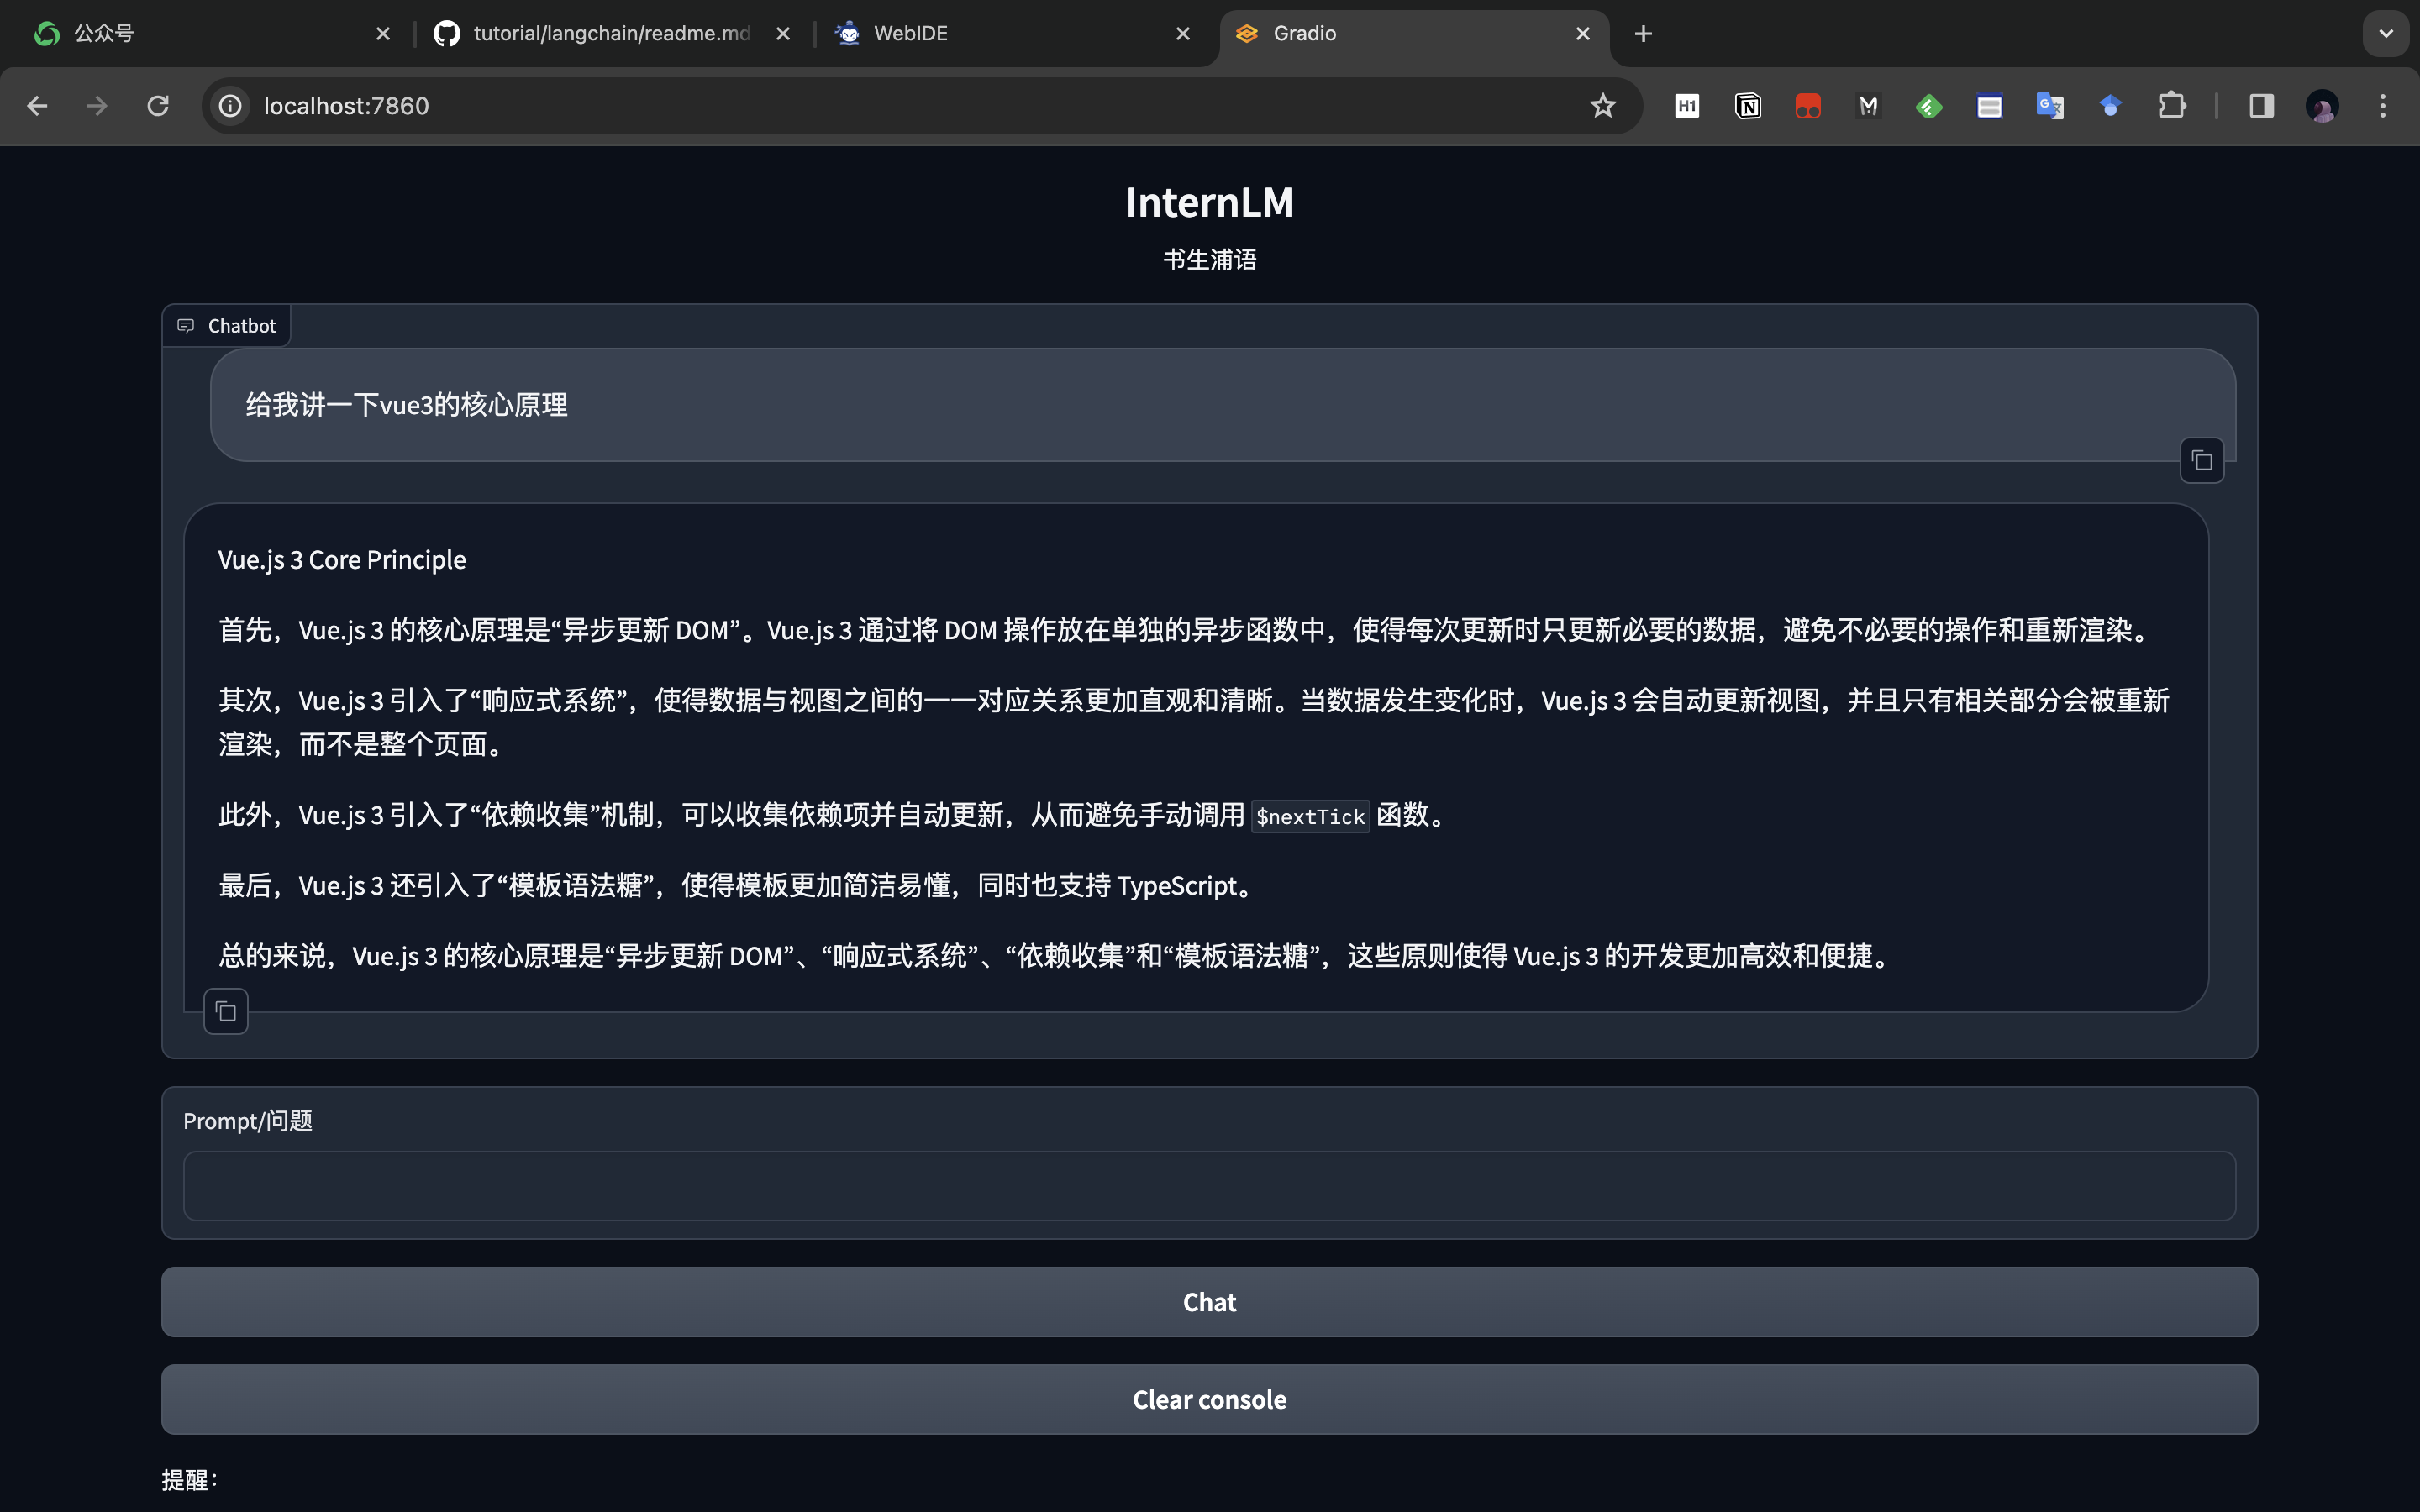 公众号
tutorial/langchain/readme.md
WebIDE
Gradio
localhost:7860
H1
InternLM
书生浦语
Chatbot
给我讲一下vue3的核心原理
Vue.js 3 Core Principle
首先，Vue.js 3 的核心原理是“异步更新 DOM”。Vue.js 3 通过将 DOM 操作放在单独的异步函数中，使得每次更新时只更新必要的数据，避免不必要的操作和重新渲染。
其次，Vue.js 3 引入了“响应式系统”，使得数据与视图之间的一一对应关系更加直观和清晰。当数据发生变化时，Vue.js 3 会自动更新视图，并且只有相关部分会被重新
渲染，而不是整个页面。
此外，Vue.js 3 引入了“依赖收集”机制，可以收集依赖项并自动更新，从而避免手动调用 $nextTick 函数。
最后，Vue.js 3 还引入了“模板语法糖”，使得模板更加简洁易懂，同时也支持 TypeScript。
总的来说，Vue.js 3 的核心原理是“异步更新 DOM”、“响应式系统”、“依赖收集”和“模板语法糖”，这些原则使得 Vue.js 3 的开发更加高效和便捷。
Prompt/问题
Chat
Clear console
提醒：